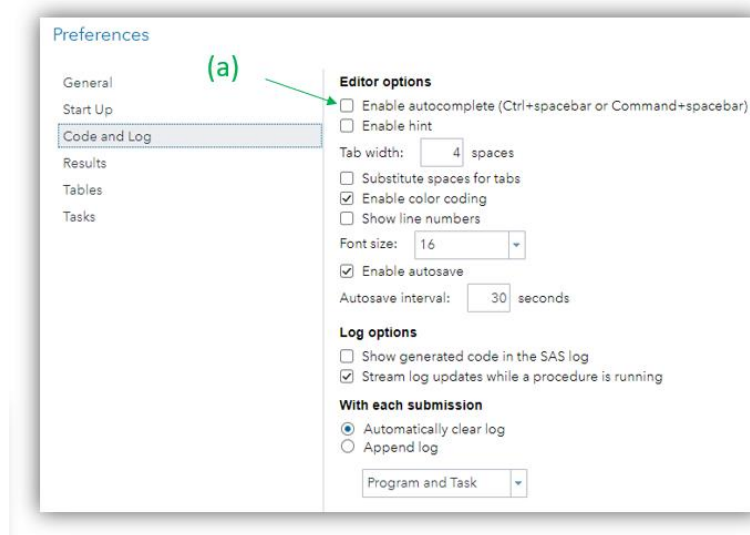 Preferences
(a)
General
Start Up
Code and Log
Results
Tables
Tasks
Editor options
Enable autocomplete (Ctrl+spacebar or Command+spacebar)
Enable hint
Tab width: 4 spaces
Substitute spaces for tabs
Enable color coding
Show line numbers
Font size: 16
Enable autosave
Autosave interval: 30 seconds
Log options
Show generated code in the SAS log
Stream log updates while a procedure is running
With each submission
Automatically clear log
Append log
Program and Task